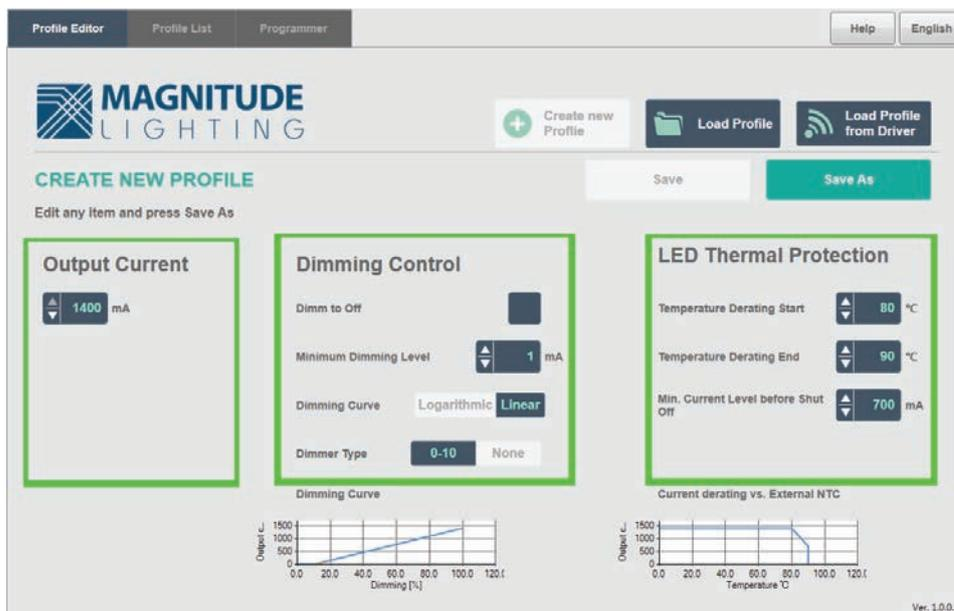 Profile Editor
Profile List
Programmer
Help
English
MAGNITUDE
LIGHTING
Create new
Profile
Load Profile
Load Profile
from Driver
CREATE NEW PROFILE
Save
Save As
Edit any item and press Save As
Output Current
1400 mA
Dimming Control
Dimm to Off
Minimum Dimming Level 1 mA
Dimming Curve Logarithmic Linear
Dimmer Type 0-10 None
LED Thermal Protection
Temperature Derating Start 80 °C
Temperature Derating End 90 °C
Min. Current Level before Shut
Off 700 mA
Dimming Curve
Output c...
1500
1000
500
0
0.0 20.0 40.0 60.0 80.0 100.0 120.(
Dimming [%]
Current derating vs. External NTC
Output c...
1500
1000
500
0
0.0 20.0 40.0 60.0 80.0 100.0 120.(
Temperature °C
Ver. 1.0.0.